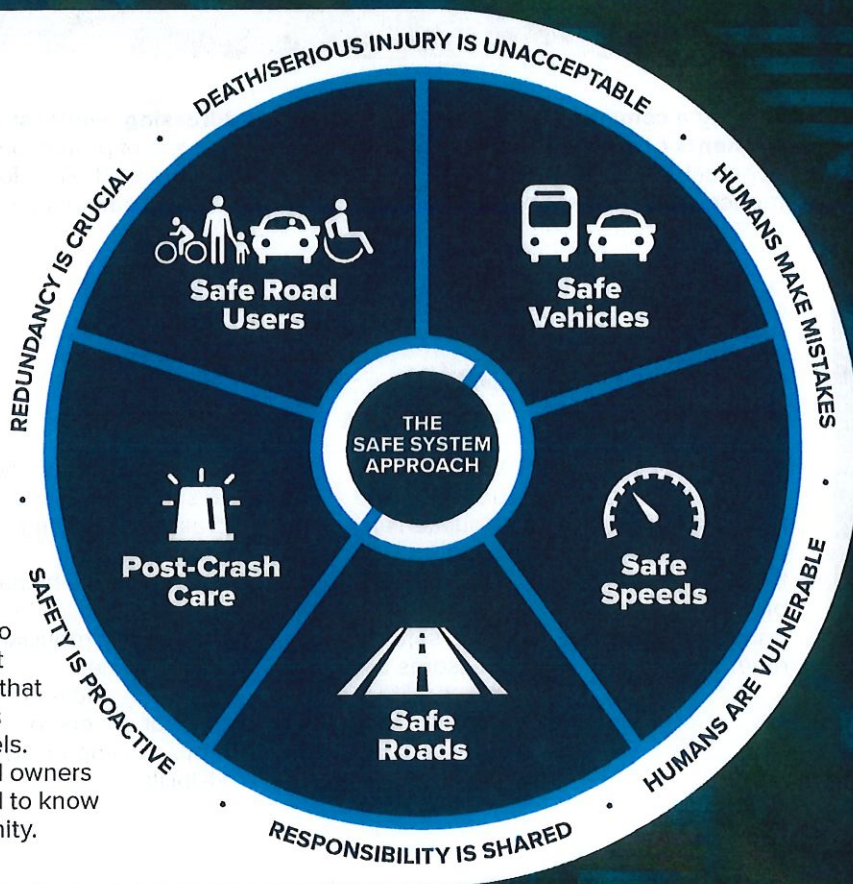 DEATH/SERIOUS INJURY IS UNACCEPTABLE
HUMANS MAKE MISTAKES
HUMANS ARE VULNERABLE
RESPONSIBILITY IS SHARED
SAFETY IS PROACTIVE
REDUNDANCY IS CRUCIAL
Safe Road
Users
Safe
Vehicles
THE
SAFE SYSTEM
APPROACH
Post-Crash
Care
Safe
Speeds
Safe
Roads
that
owners
to know